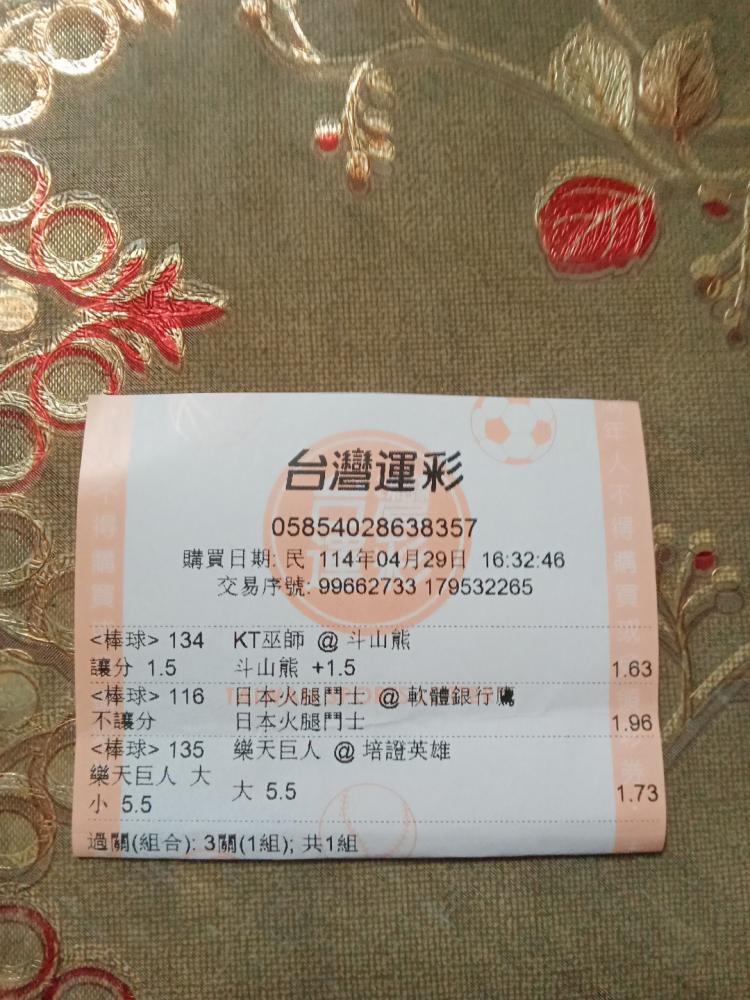 台灣運彩
05854028638357
購買日期: 民 114年04月29日 16:32:46
交易序號: 99662733 179532265
<棒球> 134 KT巫師 @ 斗山熊
讓分 1.5 斗山熊 +1.5 1.63
<棒球> 116 日本火腿鬥士 @ 軟體銀行鷹
不讓分 日本火腿鬥士 1.96
<棒球> 135 樂天巨人 @ 培證英雄
樂天巨人 大
小 5.5 大 5.5 1.73
過關(組合): 3關(1組); 共1組